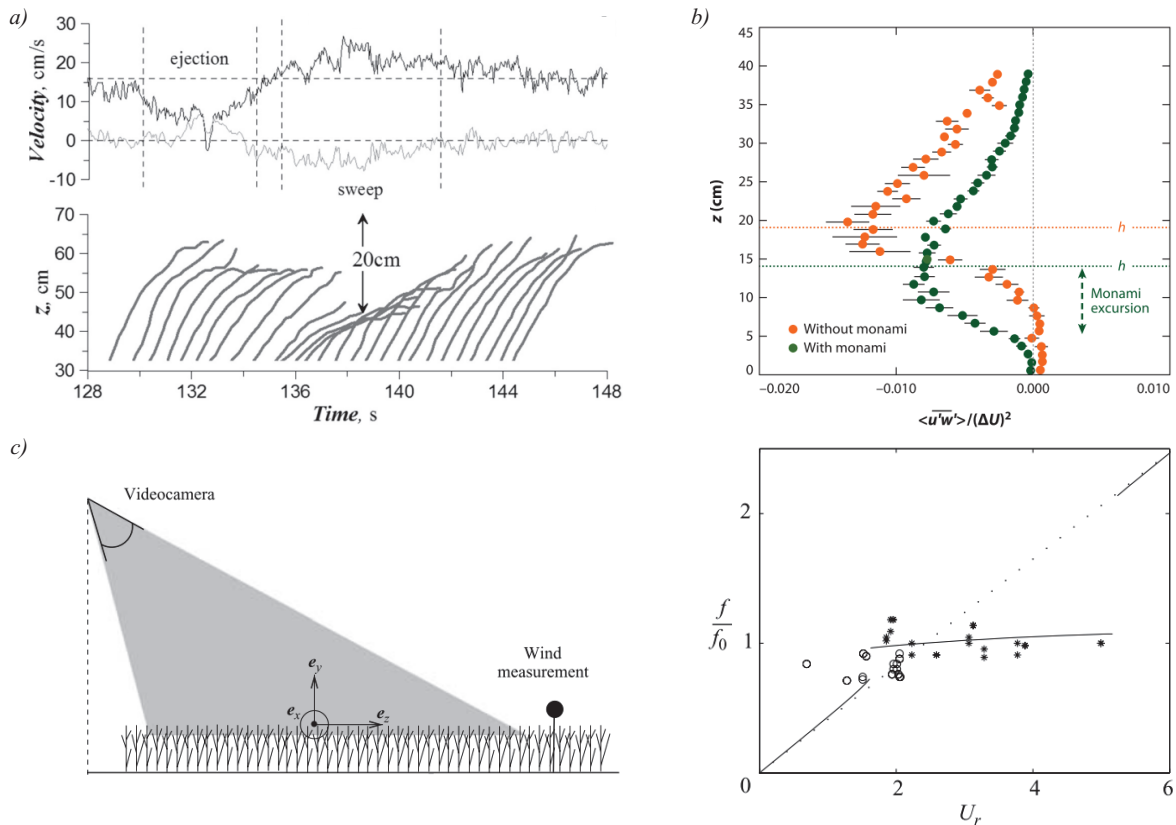 a)
30
20
10
0
-10
Velocity, cm/s
ejection
sweep
70
60
50
40
30
z, cm
20cm
128
132
136
140
144
148
Time, s
b)
40
35
30
25
20
15
10
5
0
z (cm)
h
h
Monami
excursion
Without monami
With monami
−0.020
−0.010
0.000
0.010
<u'w'>/(ΔU)²
c)
Videocamera
Wind
measurement
e_y
e_x
e_z
2
1
0
f
f_0
2
4
6
U_r